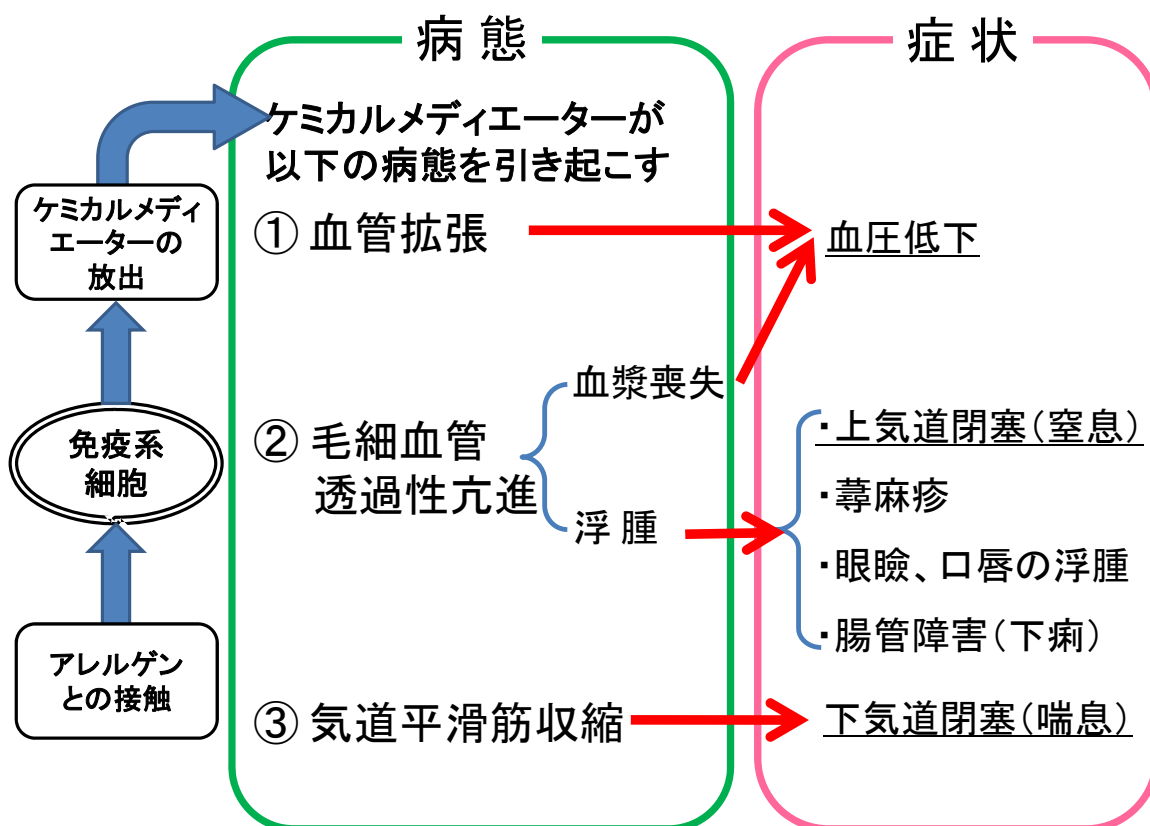 病 態
症 状
ケミカルメディエーターが
以下の病態を引き起こす
ケミカルメディ
エーターの
放出
① 血管拡張
血圧低下
血漿喪失
② 毛細血管
透過性亢進
浮 腫
・上気道閉塞(窒息)
・蕁麻疹
・眼瞼、口唇の浮腫
・腸管障害(下痢)
免疫系
細胞
アレルゲン
との接触
③ 気道平滑筋収縮
下気道閉塞(喘息)